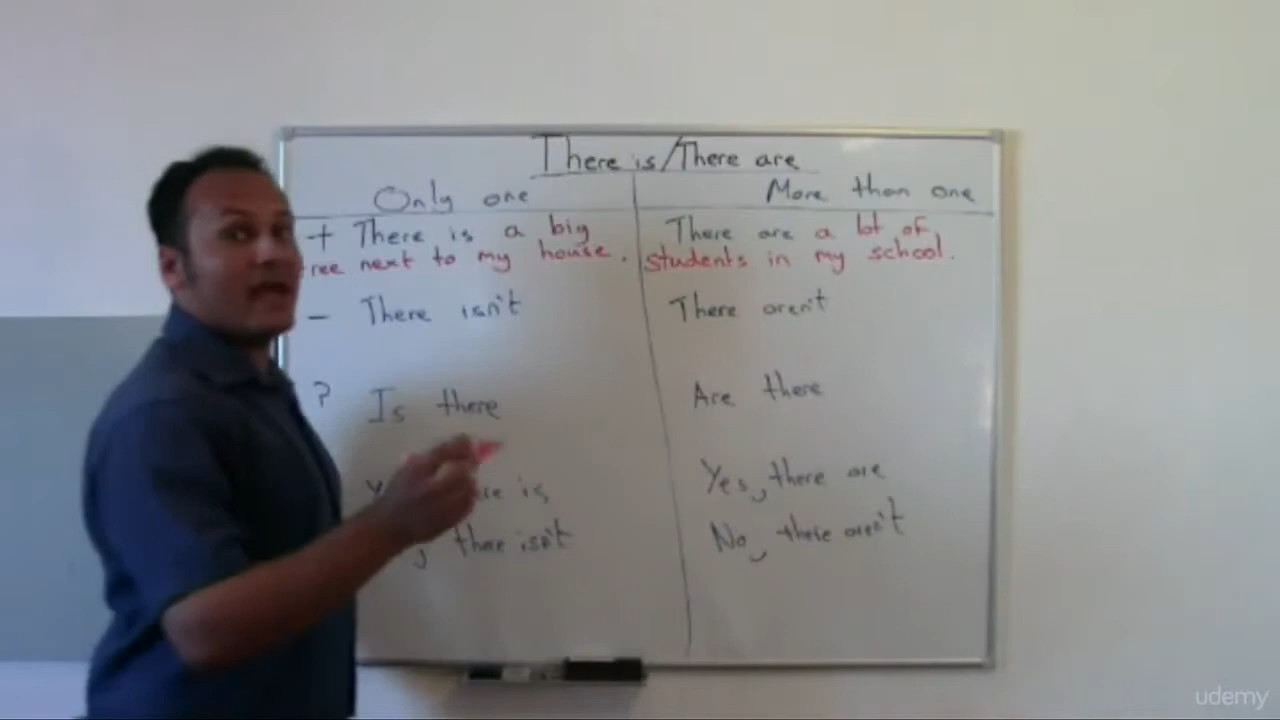 There is/There are
Only one
More than one
+ There is a big
next to my house.
There are a lot of
students in my school.
- There isn't
There aren't
? Is there
Are there
is
Yes, there are
there isn't
No, there aren't
udemy